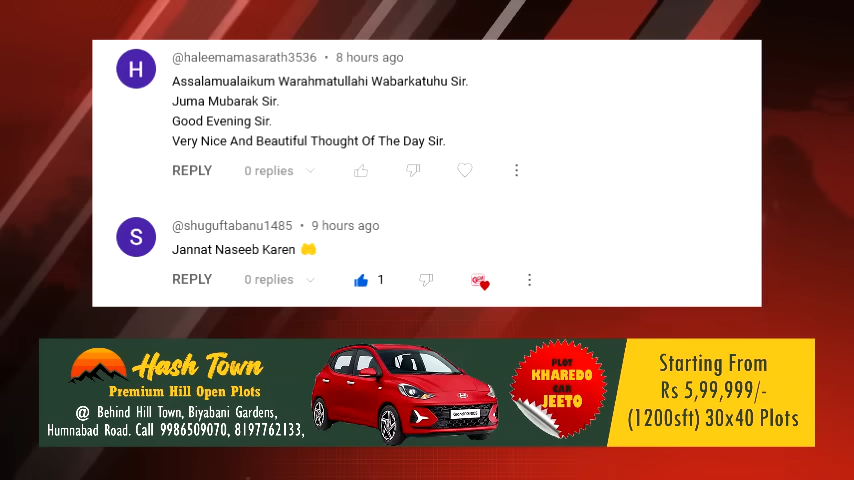 H
@haleemamasarath3536 • 8 hours ago
Assalamualaikum Warahmatullahi Wabarkatuhu Sir.
Juma Mubarak Sir.
Good Evening Sir.
Very Nice And Beautiful Thought Of The Day Sir.
REPLY 0 replies
S
@shuguftabanu1485 • 9 hours ago
Jannat Naseeb Karen 🤲
REPLY 0 replies 1
Hash Town
Premium Hill Open Plots
@ Behind Hill Town, Biyabani Gardens,
Humnabad Road. Call 9986509070, 8197762133,
PLOT
KHAREDO
CAR
JEETO
Starting From
Rs 5,99,999/-
(1200sft) 30x40 Plots